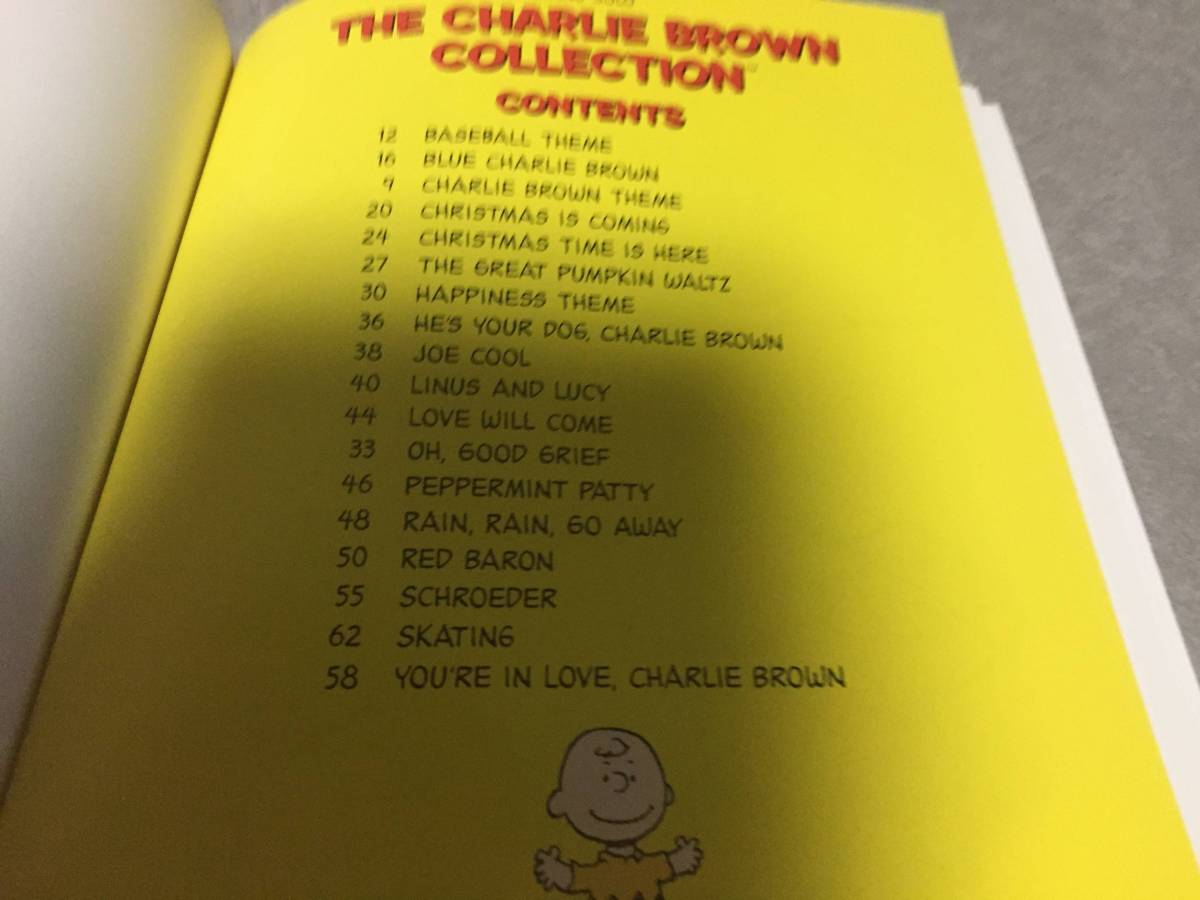 THE CHARLIE BROWN
COLLECTION™
CONTENTS
12 BASEBALL THEME
16 BLUE CHARLIE BROWN
9 CHARLIE BROWN THEME
20 CHRISTMAS IS COMING
24 CHRISTMAS TIME IS HERE
27 THE GREAT PUMPKIN WALTZ
30 HAPPINESS THEME
36 HE'S YOUR DOG, CHARLIE BROWN
38 JOE COOL
40 LINUS AND LUCY
44 LOVE WILL COME
33 OH, GOOD GRIEF
46 PEPPERMINT PATTY
48 RAIN, RAIN, GO AWAY
50 RED BARON
55 SCHROEDER
62 SKATING
58 YOU'RE IN LOVE, CHARLIE BROWN